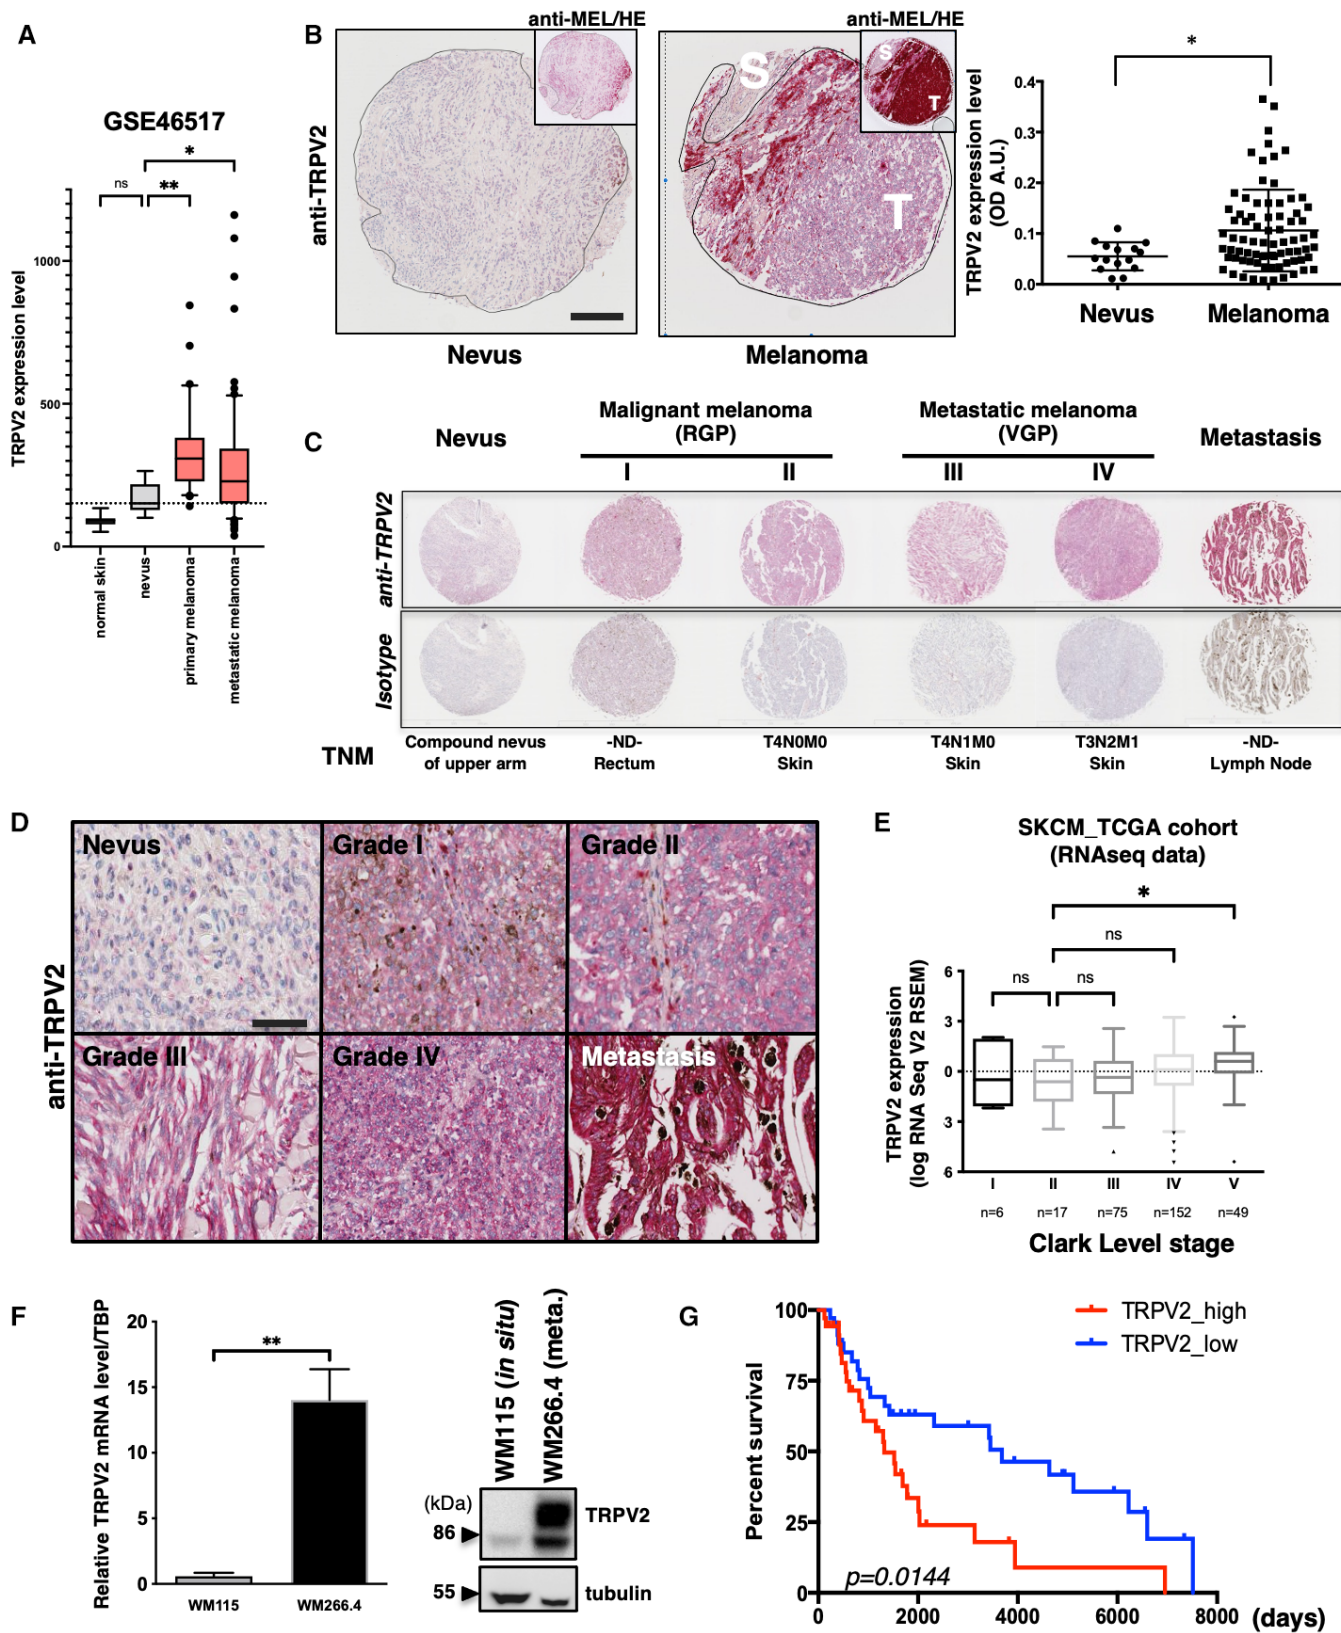 A
GSE46517
*
ns
**
TRPV2 expression level
1000
500
0
normal skin
nevus
primary melanoma
metastatic melanoma
B
anti-MEL/HE
anti-MEL/HE
anti-TRPV2
S
T
S
T
Nevus
Melanoma
*
TRPV2 expression level
(OD A.U.)
0.4
0.3
0.2
0.1
0.0
Nevus
Melanoma
C
Nevus
Malignant melanoma
(RGP)
Metastatic melanoma
(VGP)
Metastasis
I
II
III
IV
anti-TRPV2
Isotype
TNM
Compound nevus
of upper arm
-ND-
Rectum
T4N0M0
Skin
T4N1M0
Skin
T3N2M1
Skin
-ND-
Lymph Node
D
anti-TRPV2
Nevus
Grade I
Grade II
Grade III
Grade IV
Metastasis
E
SKCM_TCGA cohort
(RNAseq data)
*
ns
ns
ns
TRPV2 expression
(log RNA Seq V2 RSEM)
6
3
0
3
6
I
II
III
IV
V
n=6
n=17
n=75
n=152
n=49
Clark Level stage
F
Relative TRPV2 mRNA level/TBP
20
15
10
5
0
**
WM115
WM266.4
WM115 (in situ)
WM266.4 (meta.)
(kDa)
86
TRPV2
55
tubulin
G
TRPV2_high
TRPV2_low
Percent survival
100
75
50
25
0
p=0.0144
0
2000
4000
6000
8000
(days)